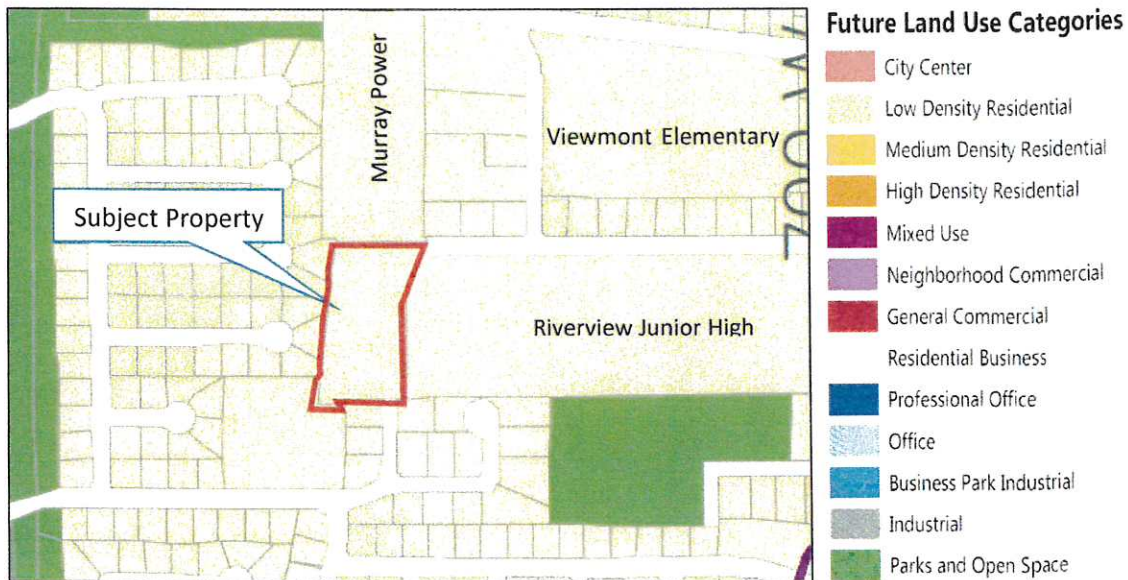 Murray Power
Viewmont Elementary
Subject Property
Riverview Junior High
Future Land Use Categories
City Center
Low Density Residential
Medium Density Residential
High Density Residential
Mixed Use
Neighborhood Commercial
General Commercial
Residential Business
Professional Office
Office
Business Park Industrial
Industrial
Parks and Open Space